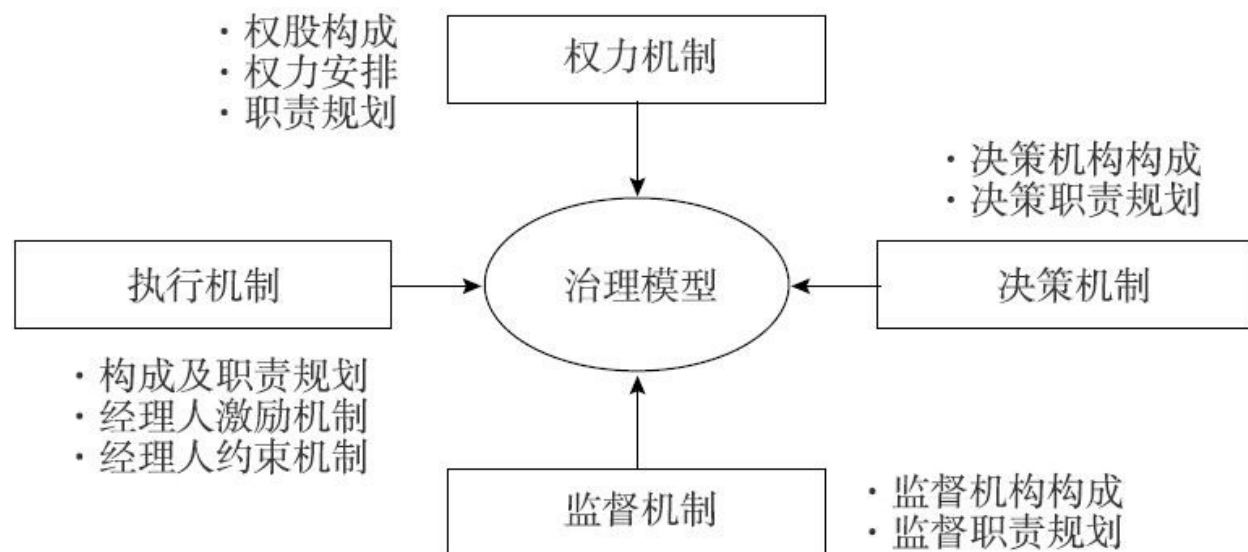 · 权股构成
· 权力安排
· 职责规划
权力机制
· 决策机构构成
· 决策职责规划
执行机制
治理模型
决策机制
· 构成及职责规划
· 经理人激励机制
· 经理人约束机制
监督机制
· 监督机构构成
· 监督职责规划